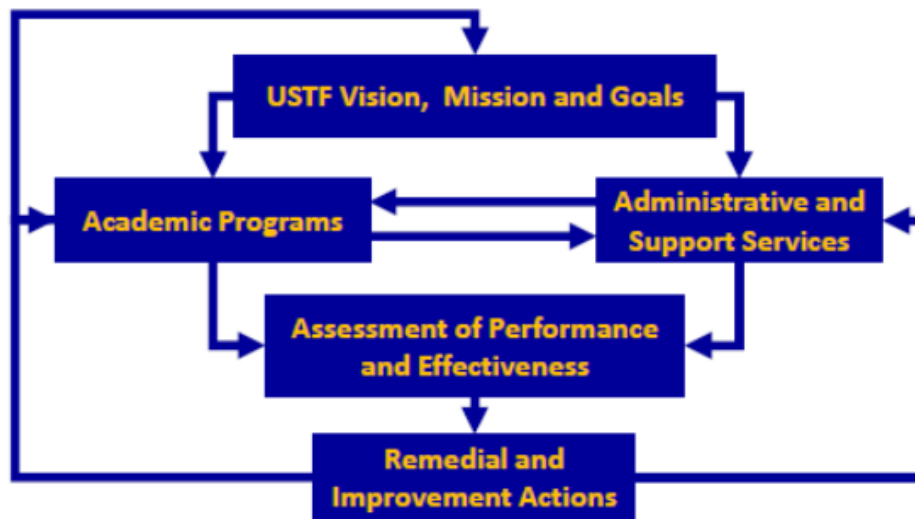 USTF Vision, Mission and Goals
Academic Programs
Administrative and
Support Services
Assessment of Performance
and Effectiveness
Remedial and
Improvement Actions